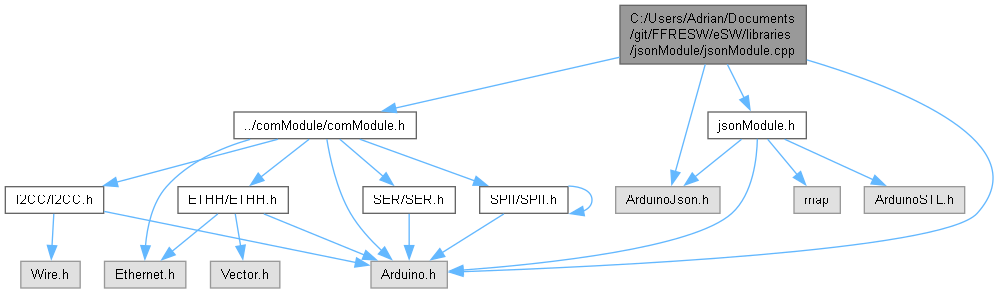 C:/Users/Adrian/Documents
/git/FFRESW/eSW/libraries
/jsonModule/jsonModule.cpp
../comModule/comModule.h
jsonModule.h
I2CC/I2CC.h
ETHH/ETHH.h
SER/SER.h
SPII/SPII.h
ArduinoJson.h
map
ArduinoSTL.h
Wire.h
Ethernet.h
Vector.h
Arduino.h